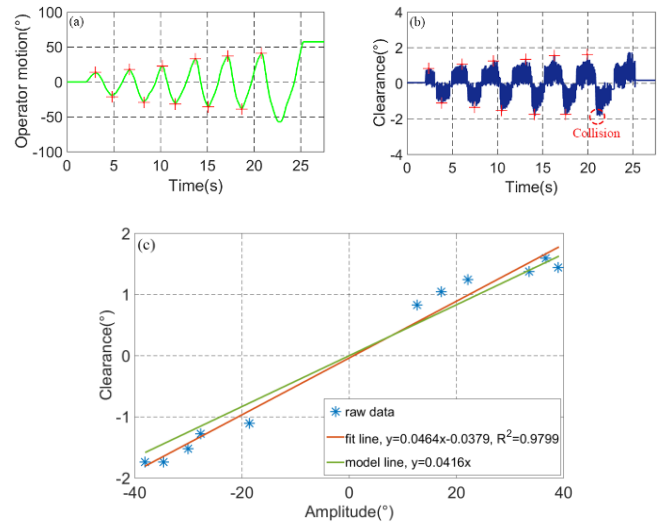 (a)
Operator motion(°)
100
50
0
-50
-100
0 5 10 15 20 25
Time(s)
(b)
Clearance(°)
4
2
0
-2
-4
Collision
0 5 10 15 20 25
Time(s)
(c)
Clearance(°)
2
1
0
-1
-2
raw data
fit line, y=0.0464x-0.0379, R²=0.9799
model line, y=0.0416x
-40 -20 0 20 40
Amplitude(°)